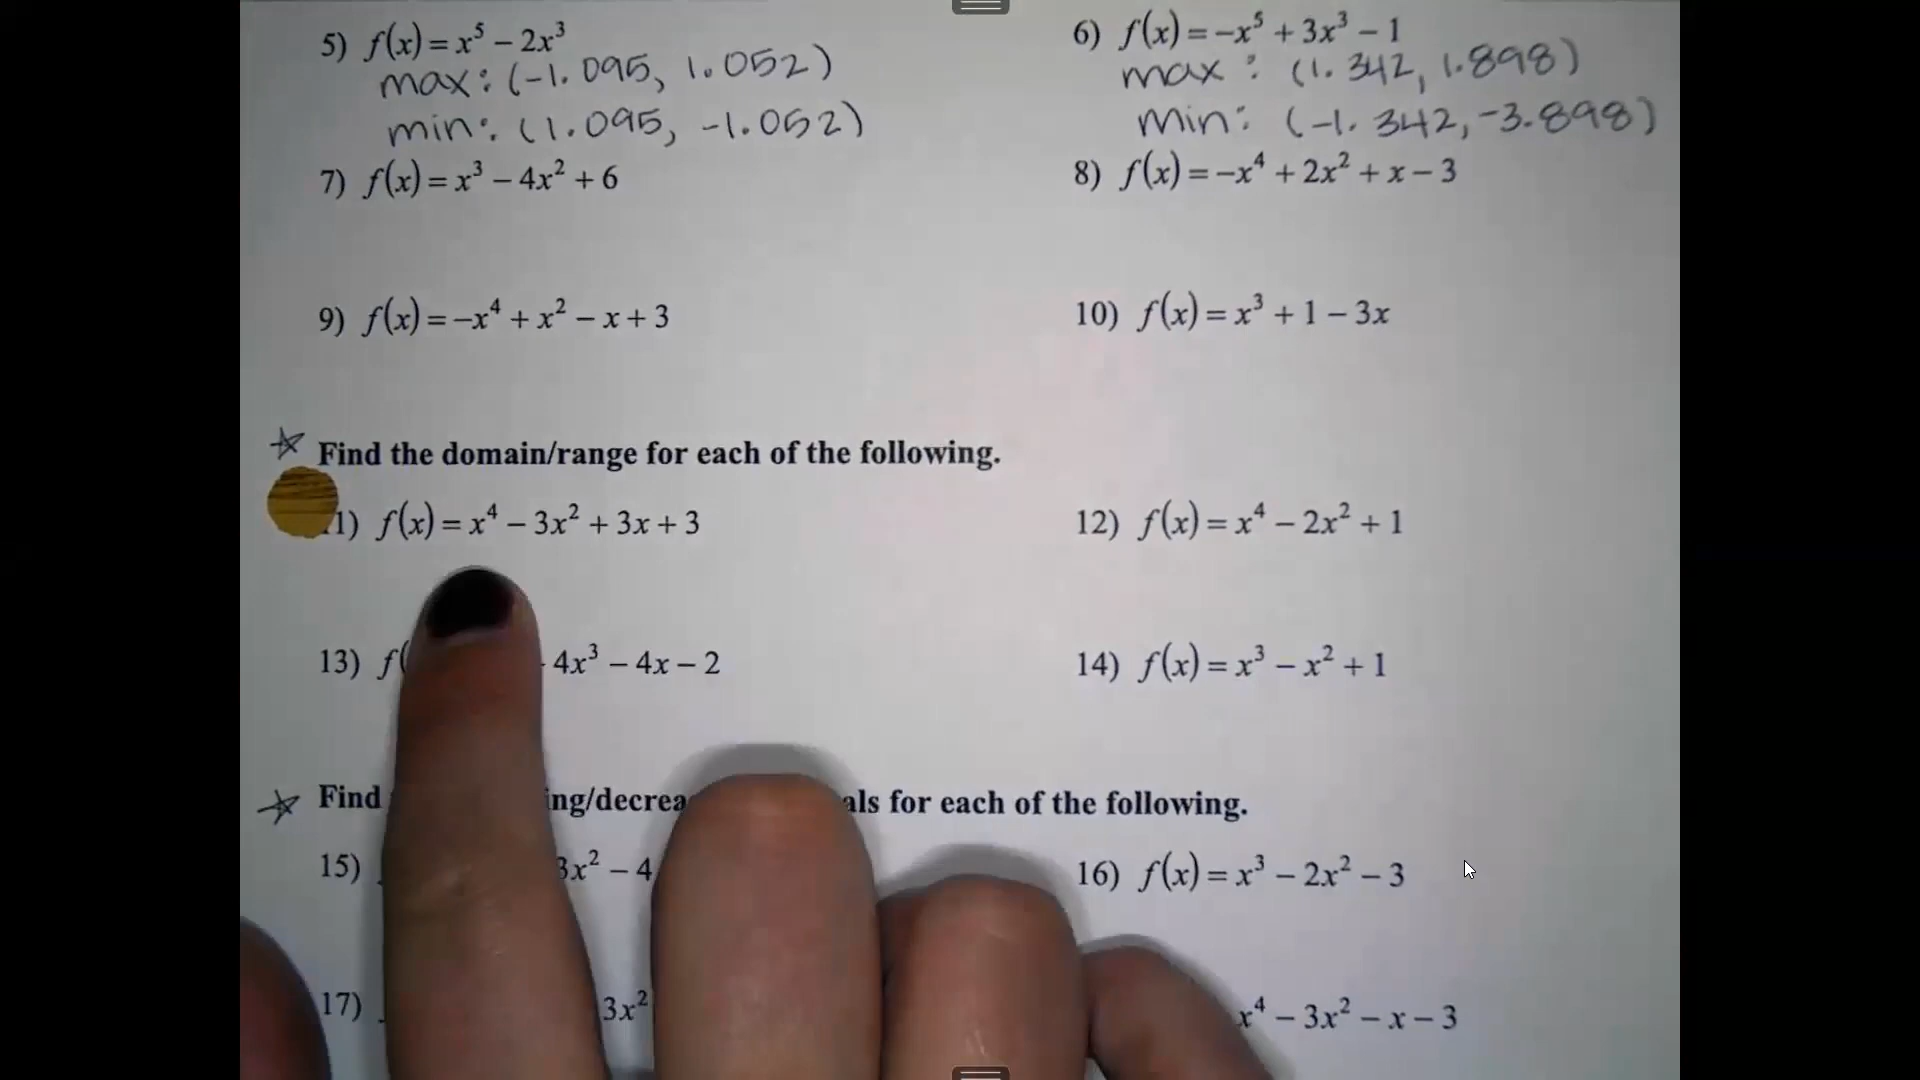 5) f(x) = x⁵ − 2x³
max: (-1.095, 1.052)
min: (1.095, -1.052)
6) f(x) = −x⁵ + 3x³ − 1
max: (1.342, 1.898)
min: (-1.342, -3.898)
7) f(x) = x³ − 4x² + 6
8) f(x) = −x⁴ + 2x² + x − 3
9) f(x) = −x⁴ + x² − x + 3
10) f(x) = x³ + 1 − 3x
Find the domain/range for each of the following.
1) f(x) = x⁴ − 3x² + 3x + 3
12) f(x) = x⁴ − 2x² + 1
13) f( 4x³ − 4x − 2
14) f(x) = x³ − x² + 1
Find ing/decrea als for each of the following.
15) 3x² − 4
16) f(x) = x³ − 2x² − 3
17) 3x²
x⁴ − 3x² − x − 3